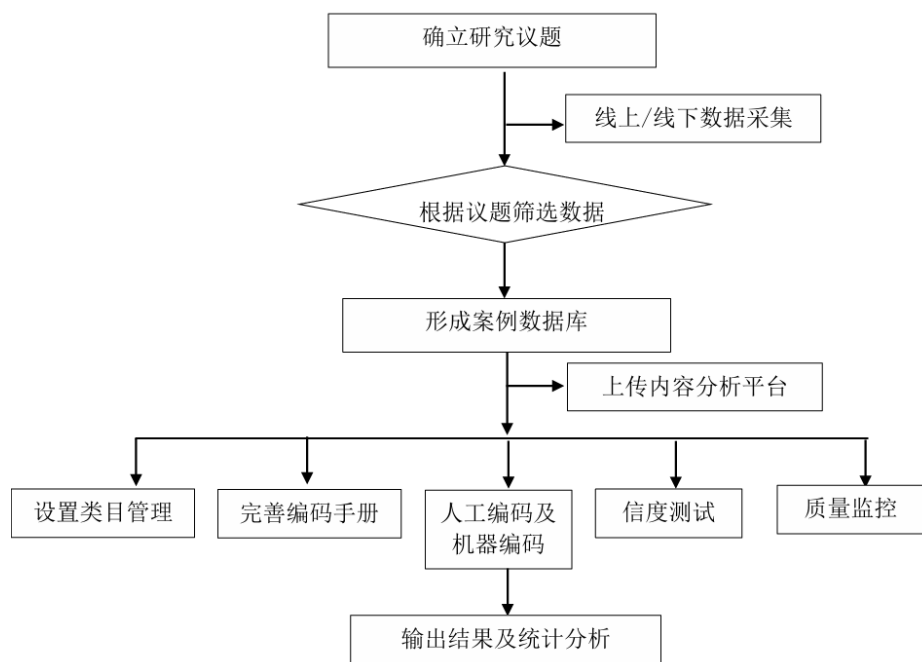 确立研究议题
线上/线下数据采集
根据议题筛选数据
形成案例数据库
上传内容分析平台
设置类目管理
完善编码手册
人工编码及
机器编码
信度测试
质量监控
输出结果及统计分析